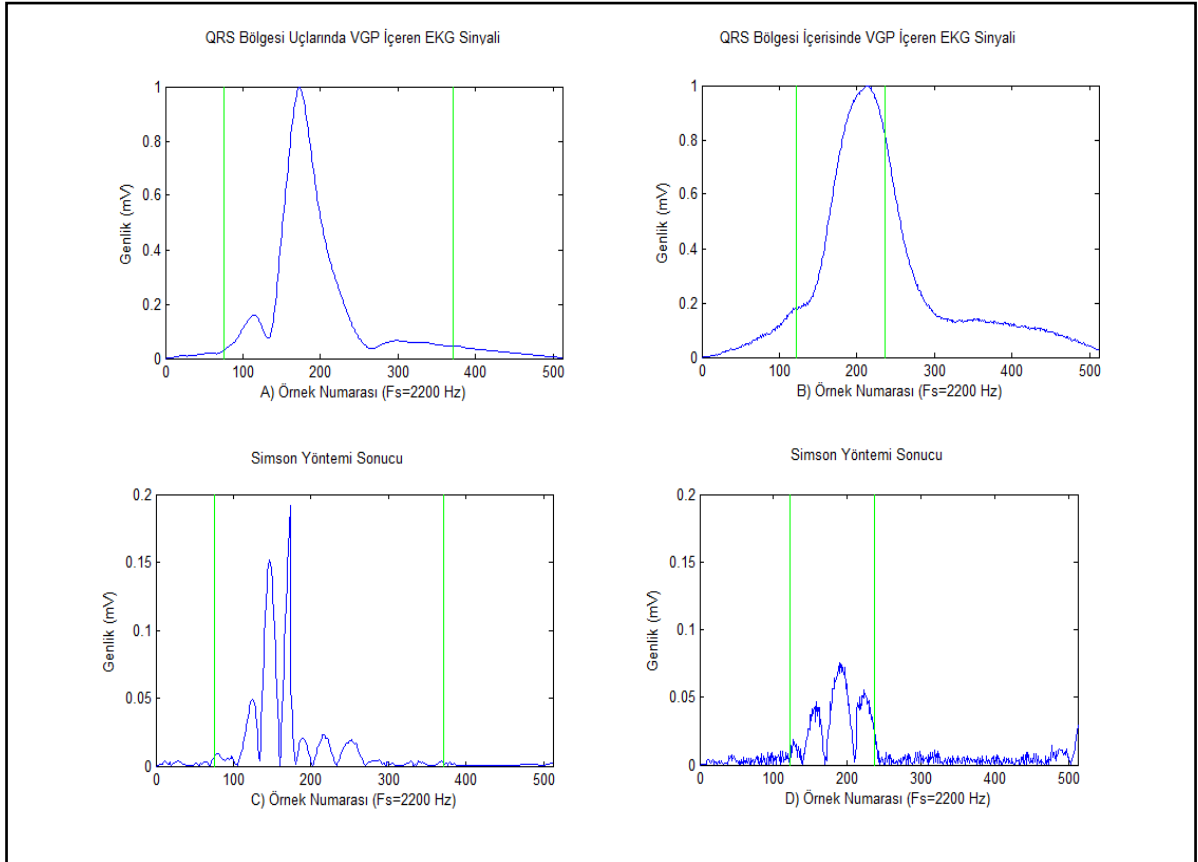 QRS Bölgesi Uçlarında VGP İçeren EKG Sinyali
1
0.8
0.6
0.4
0.2
0
Genlik (mV)
0 100 200 300 400 500
A) Örnek Numarası (Fs=2200 Hz)
QRS Bölgesi İçerisinde VGP İçeren EKG Sinyali
1
0.8
0.6
0.4
0.2
0
Genlik (mV)
0 100 200 300 400 500
B) Örnek Numarası (Fs=2200 Hz)
Simson Yöntemi Sonucu
0.2
0.15
0.1
0.05
0
Genlik (mV)
0 100 200 300 400 500
C) Örnek Numarası (Fs=2200 Hz)
Simson Yöntemi Sonucu
0.2
0.15
0.1
0.05
0
Genlik (mV)
0 100 200 300 400 500
D) Örnek Numarası (Fs=2200 Hz)